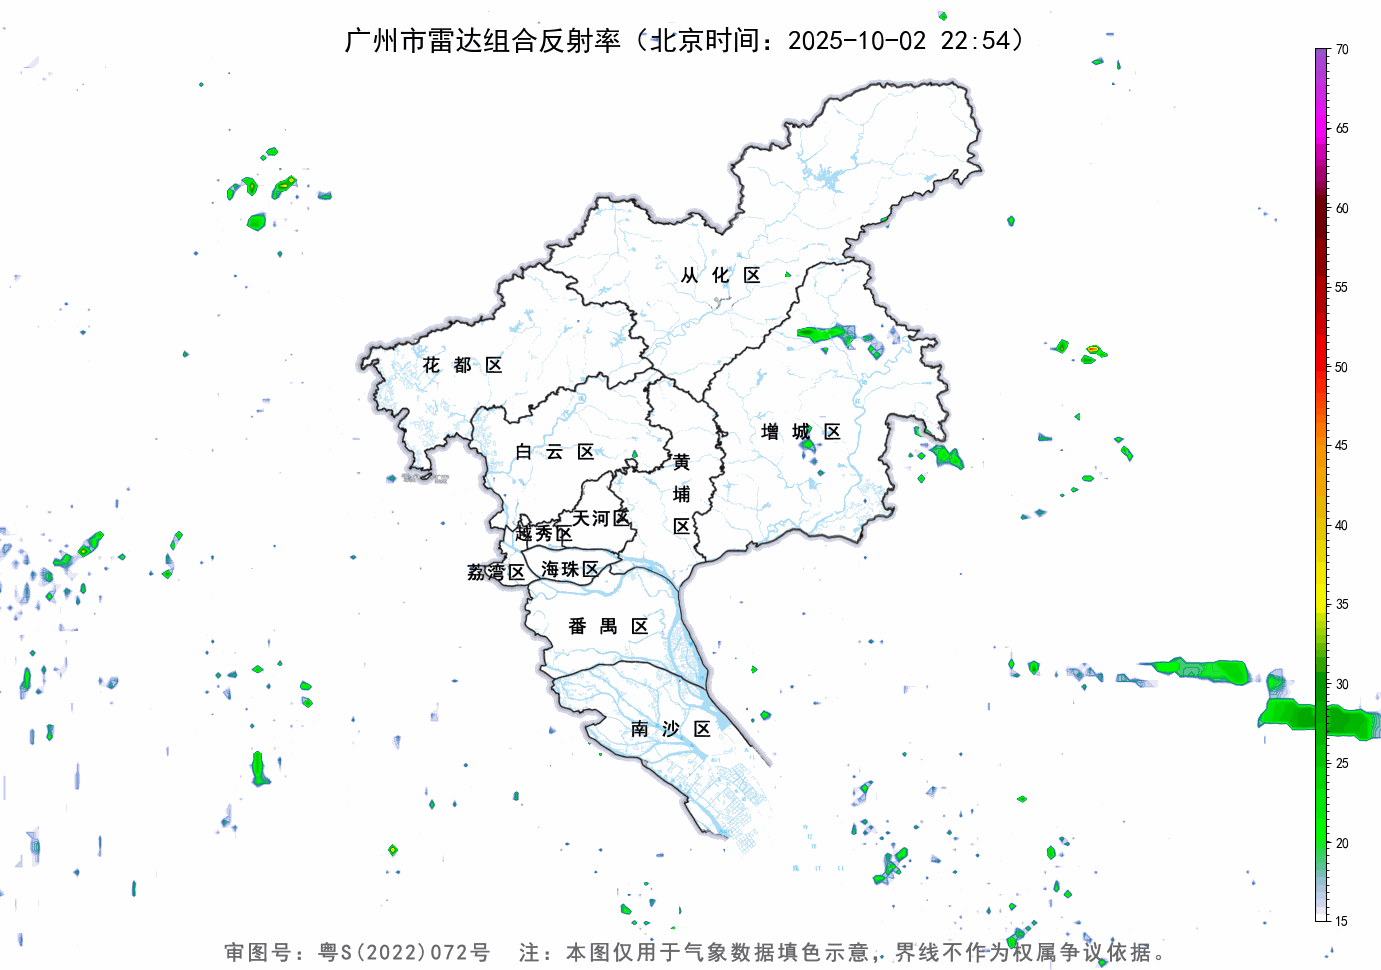 广州市雷达组合反射率（北京时间：2025-10-02 22:54）
70
65
60
55
50
45
40
35
30
25
20
15
从化区
花都区
增城区
白云区
黄埔区
天河区
越秀区
荔湾区
海珠区
番禺区
南沙区
审图号：粤S(2022)072号 注：本图仅用于气象数据填色示意，界线不作为权属争议依据。